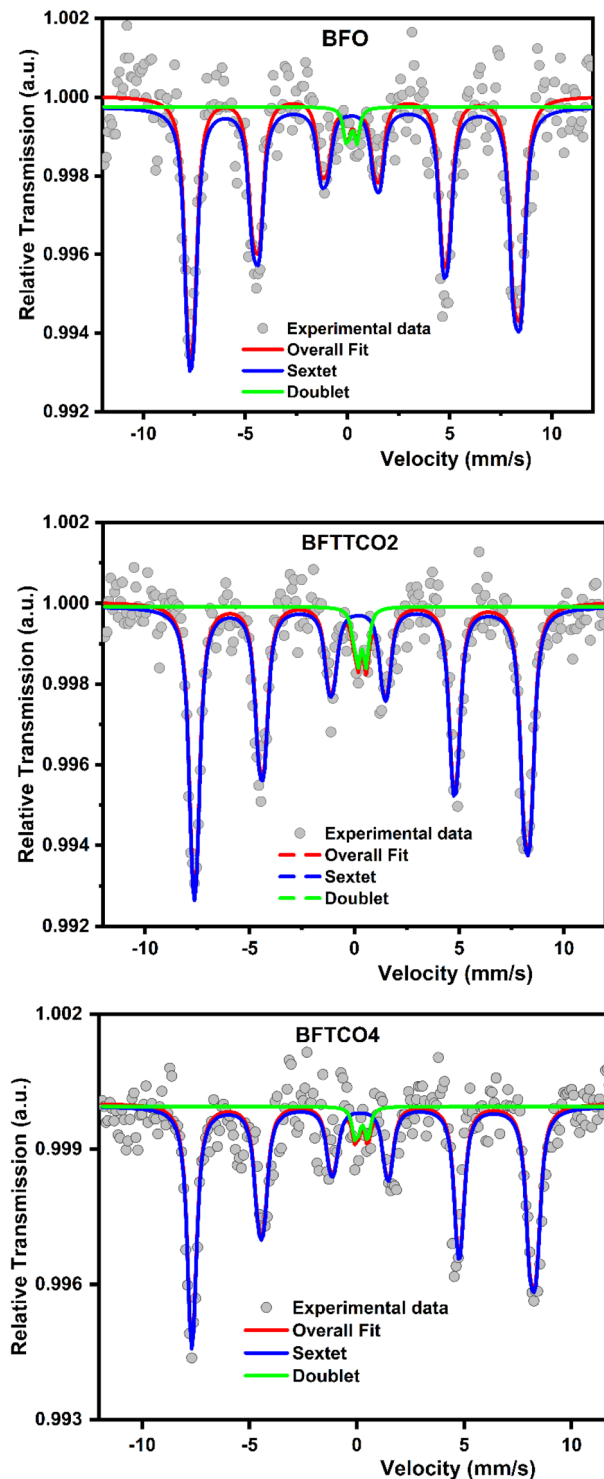 BFO
1.002
1.000
0.998
0.996
0.994
0.992
Relative Transmission (a.u.)
Experimental data
Overall Fit
Sextet
Doublet
-10 -5 0 5 10
Velocity (mm/s)
BFTTCO2
1.002
1.000
0.998
0.996
0.994
0.992
Relative Transmission (a.u.)
Experimental data
Overall Fit
Sextet
Doublet
-10 -5 0 5 10
Velocity (mm/s)
BFTCO4
1.002
0.999
0.996
0.993
Relative Transmission (a.u.)
Experimental data
Overall Fit
Sextet
Doublet
-10 -5 0 5 10
Velocity (mm/s)